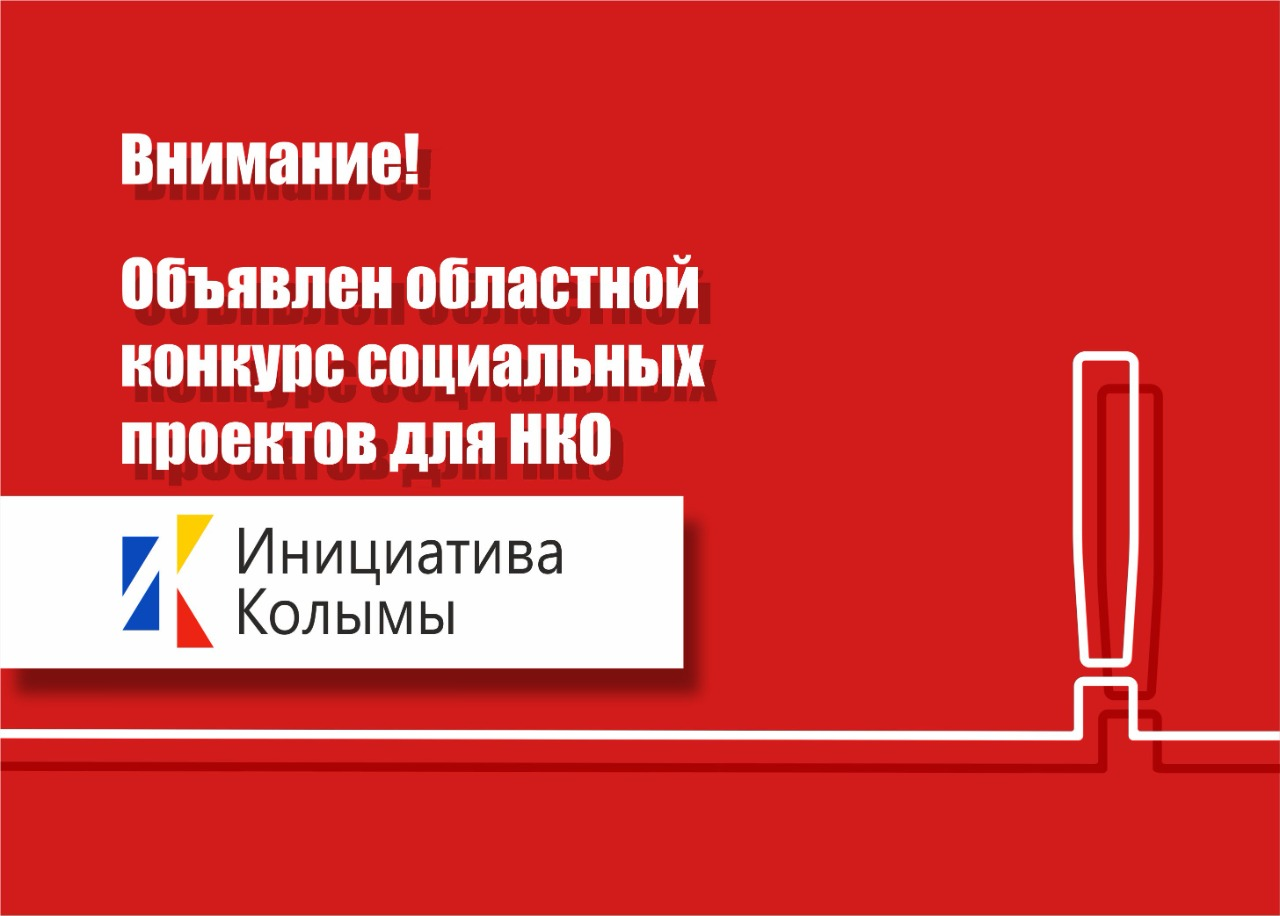 Внимание!
Объявлен областной
конкурс социальных
проектов для НКО
Инициатива
Колымы